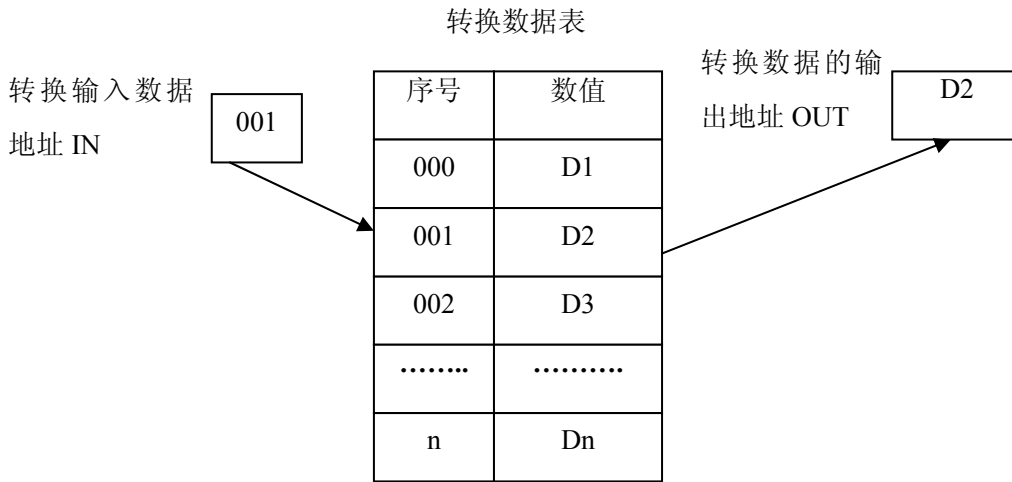 转换数据表
转换输入数据
地址 IN
001
序号 数值
000 D1
001 D2
002 D3
…….. ……….
n Dn
转换数据的输
出地址 OUT
D2